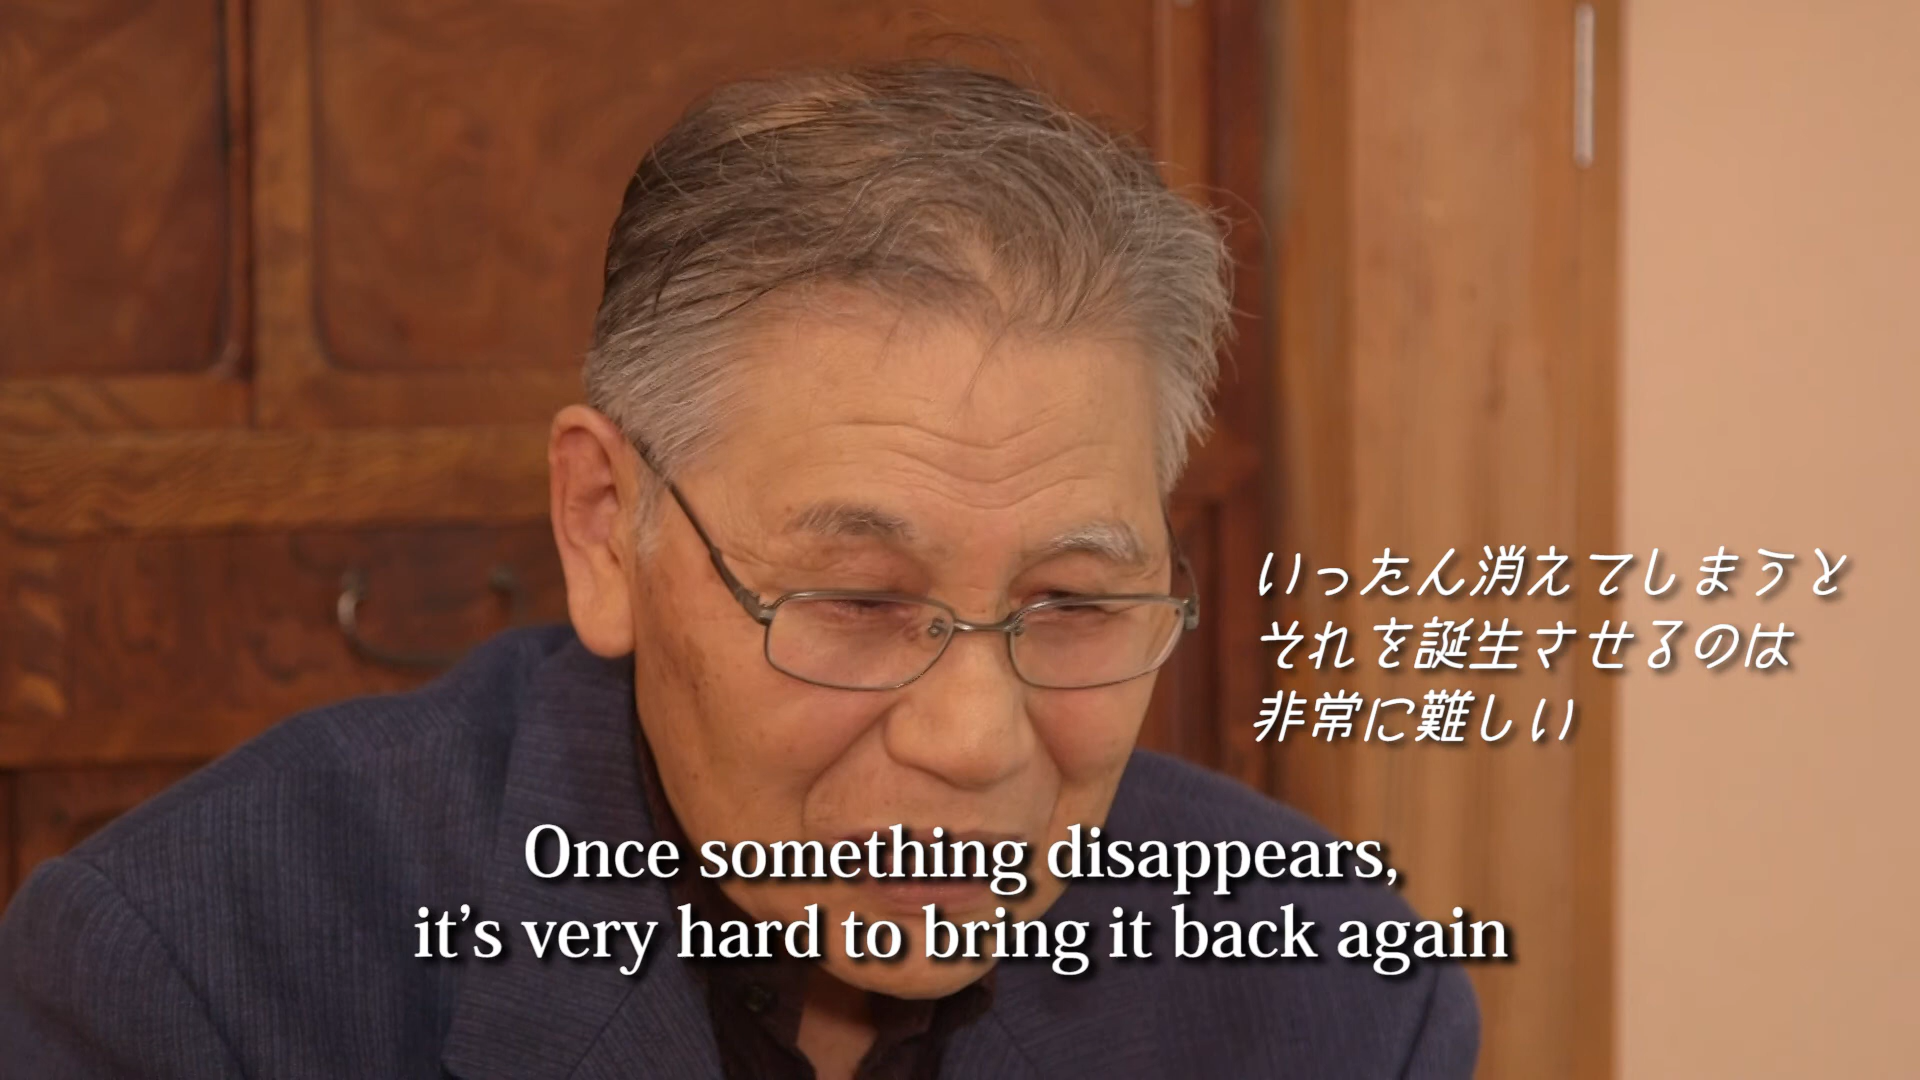 いったん消えてしまうと
それを誕生させるのは
非常に難しい
Once something disappears,
it's very hard to bring it back again